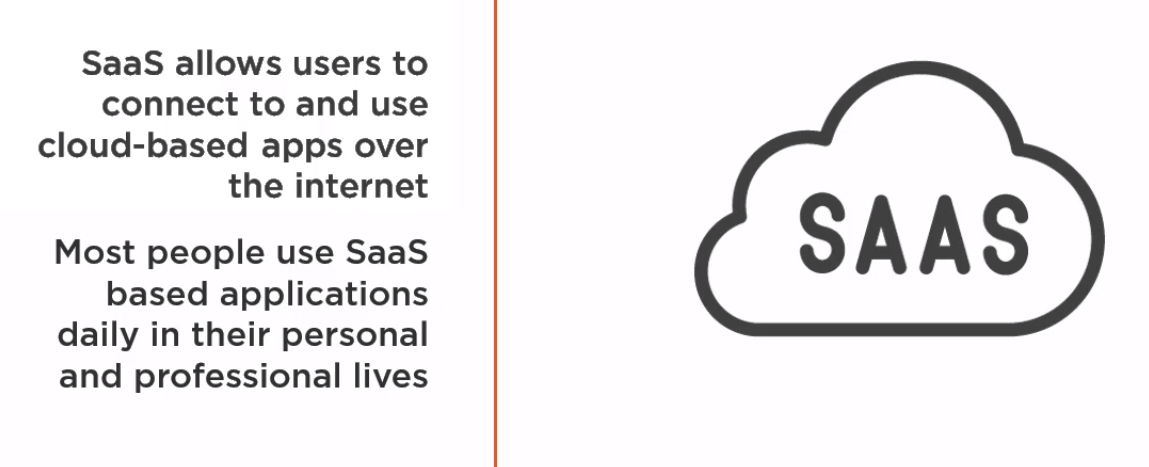 SaaS allows users to
connect to and use
cloud-based apps over
the internet
Most people use SaaS
based applications
daily in their personal
and professional lives
SAAS